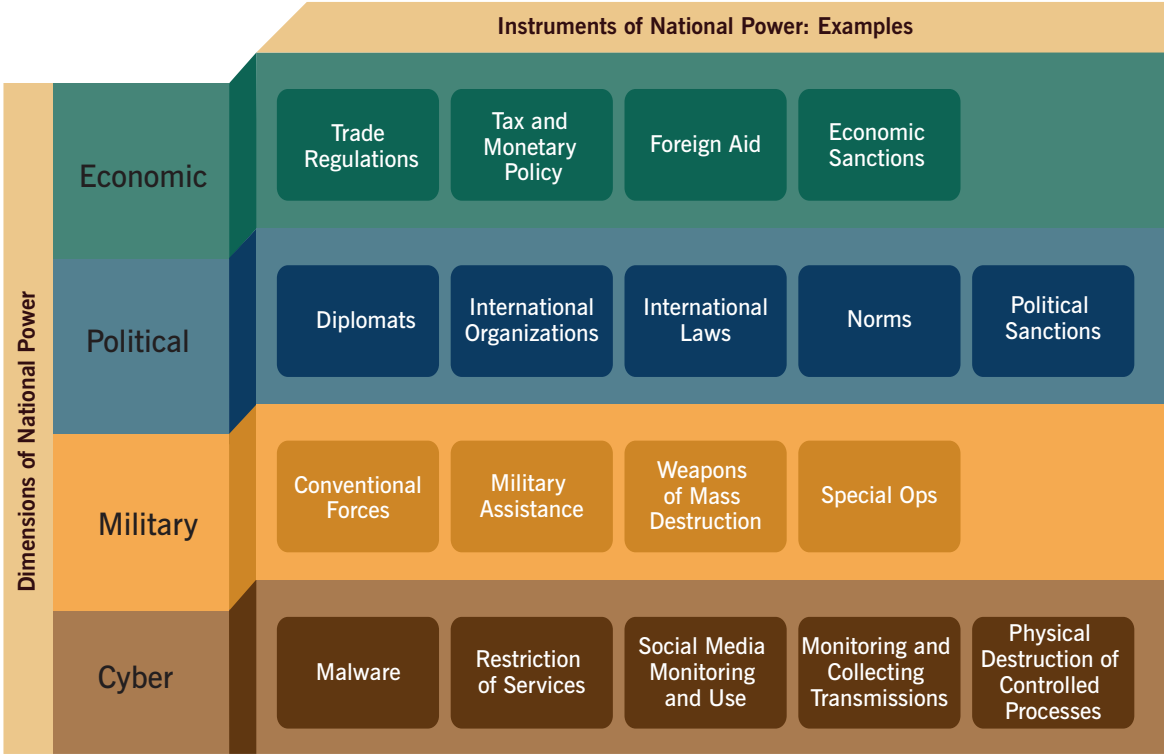 Instruments of National Power: Examples
Dimensions of National Power
Economic
Trade
Regulations
Tax and
Monetary
Policy
Foreign Aid
Economic
Sanctions
Political
Diplomats
International
Organizations
International
Laws
Norms
Political
Sanctions
Military
Conventional
Forces
Military
Assistance
Weapons
of Mass
Destruction
Special Ops
Cyber
Malware
Restriction
of Services
Social Media
Monitoring
and Use
Monitoring and
Collecting
Transmissions
Physical
Destruction of
Controlled
Processes